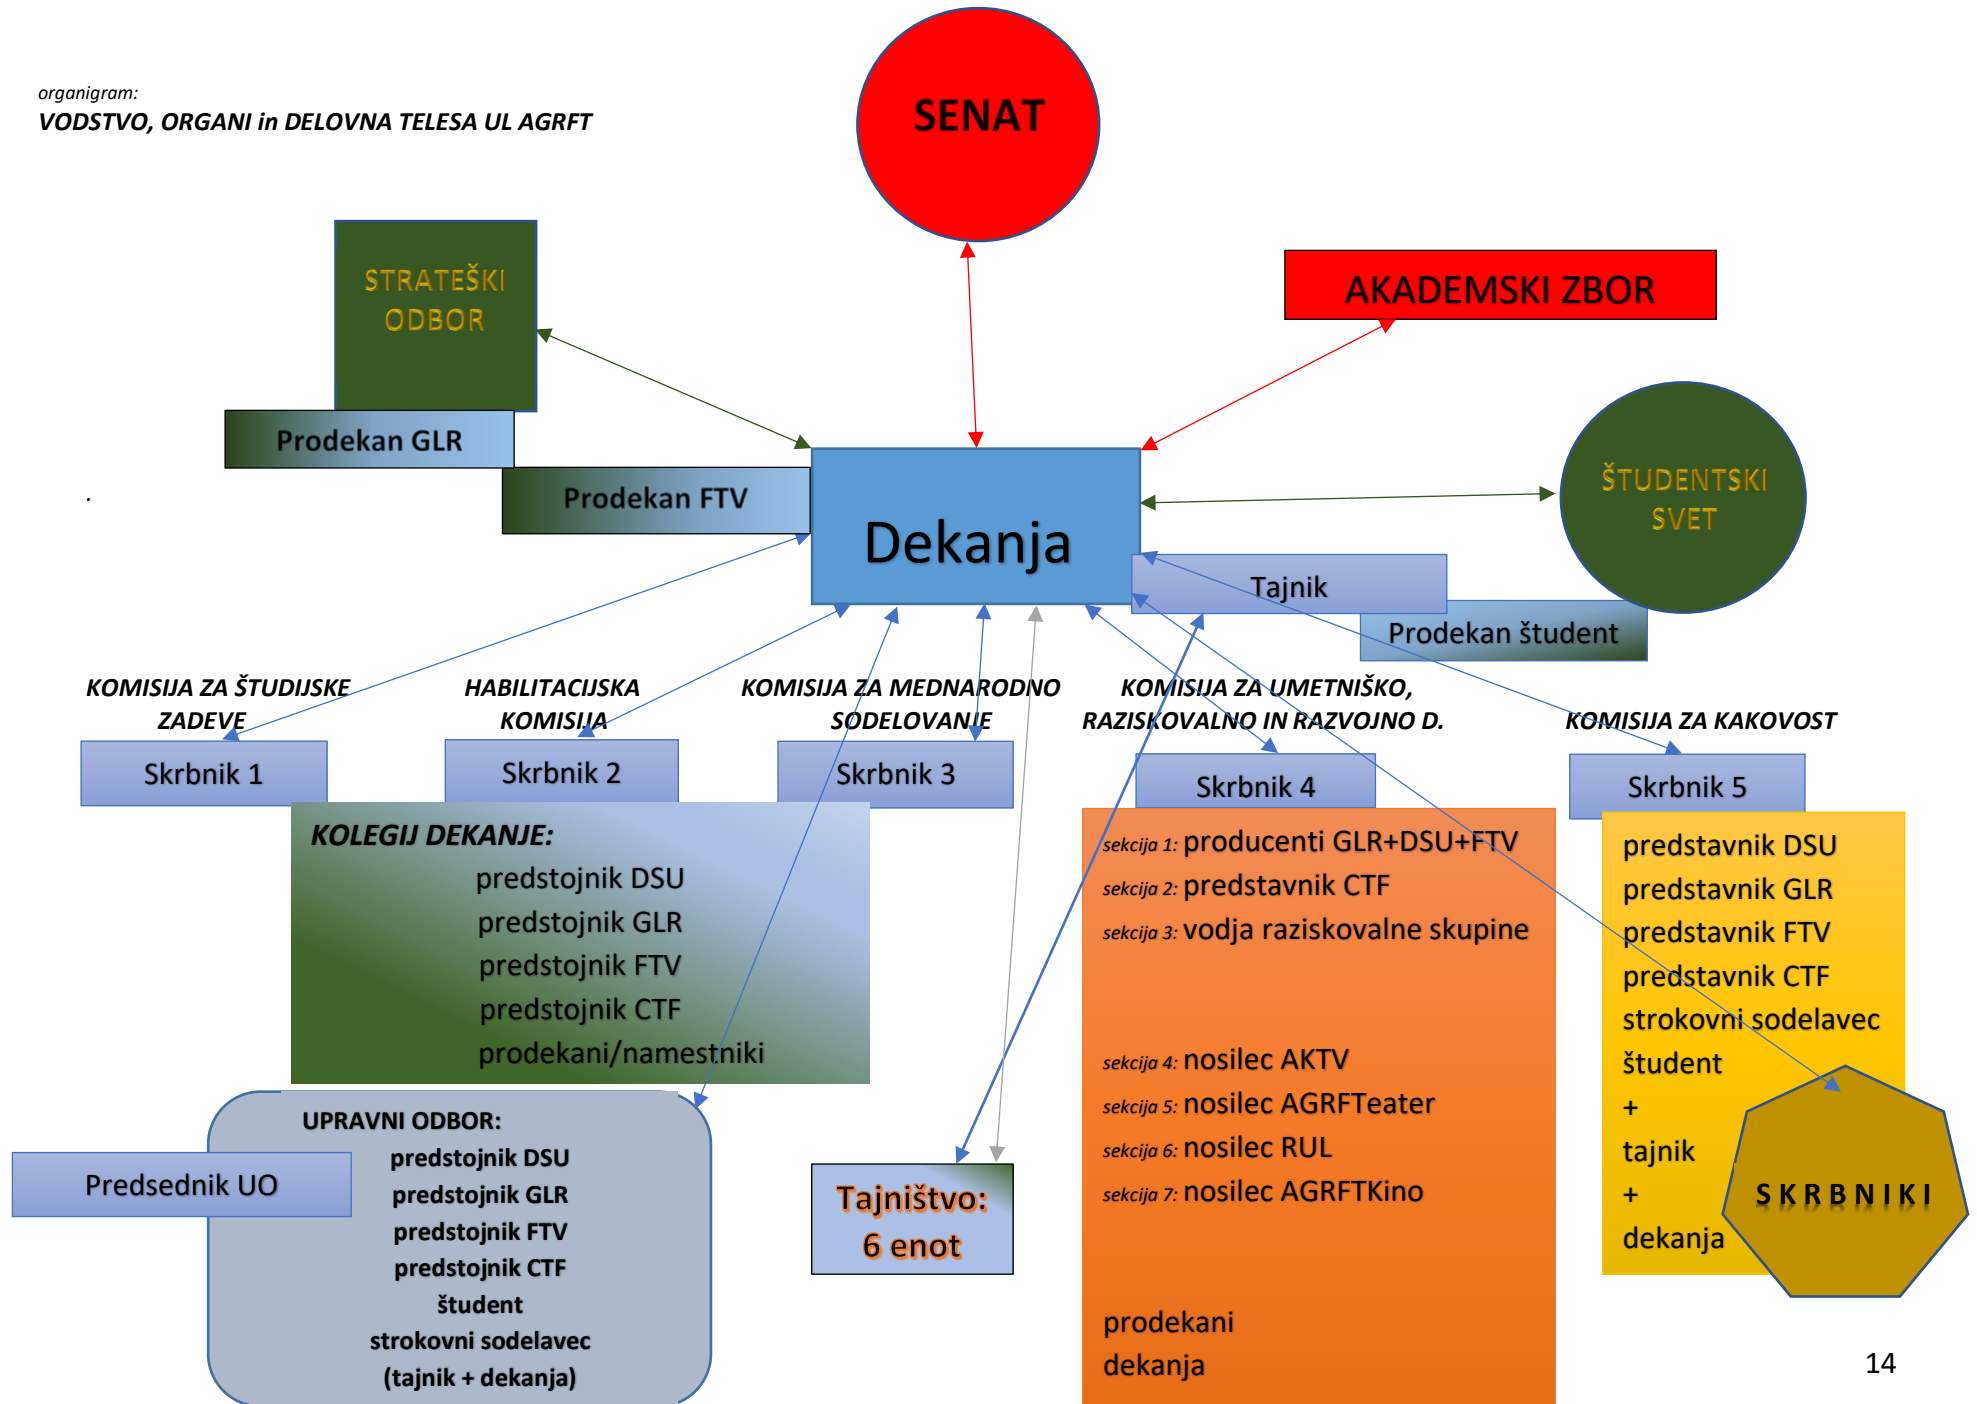 organigram:
VODSTVO, ORGANI in DELOVNA TELESA UL AGRFT
SENAT
STRATEŠKI
ODBOR
AKADEMSKI ZBOR
Prodekan GLR
Prodekan FTV
.
Dekanja
ŠTUDENTSKI
SVET
Tajnik
Prodekan študent
KOMISIJA ZA ŠTUDIJSKE
ZADEVE
HABILITACIJSKA
KOMISIJA
KOMISIJA ZA MEDNARODNO
SODELOVANJE
KOMISIJA ZA UMETNIŠKO,
RAZISKOVALNO IN RAZVOJNO D.
KOMISIJA ZA KAKOVOST
Skrbnik 1
Skrbnik 2
Skrbnik 3
Skrbnik 4
Skrbnik 5
KOLEGIJ DEKANJE:
predstojnik DSU
predstojnik GLR
predstojnik FTV
predstojnik CTF
prodekani/namestniki
sekcija 1: producenti GLR+DSU+FTV
sekcija 2: predstavnik CTF
sekcija 3: vodja raziskovalne skupine
sekcija 4: nosilec AKTV
sekcija 5: nosilec AGRFTeater
sekcija 6: nosilec RUL
sekcija 7: nosilec AGRFTKino
prodekani
dekanja
predstavnik DSU
predstavnik GLR
predstavnik FTV
predstavnik CTF
strokovni sodelavec
študent
+
tajnik
+
dekanja
SKRBNIKI
UPRAVNI ODBOR:
predstojnik DSU
predstojnik GLR
predstojnik FTV
predstojnik CTF
študent
strokovni sodelavec
(tajnik + dekanja)
Predsednik UO
Tajništvo:
6 enot
14